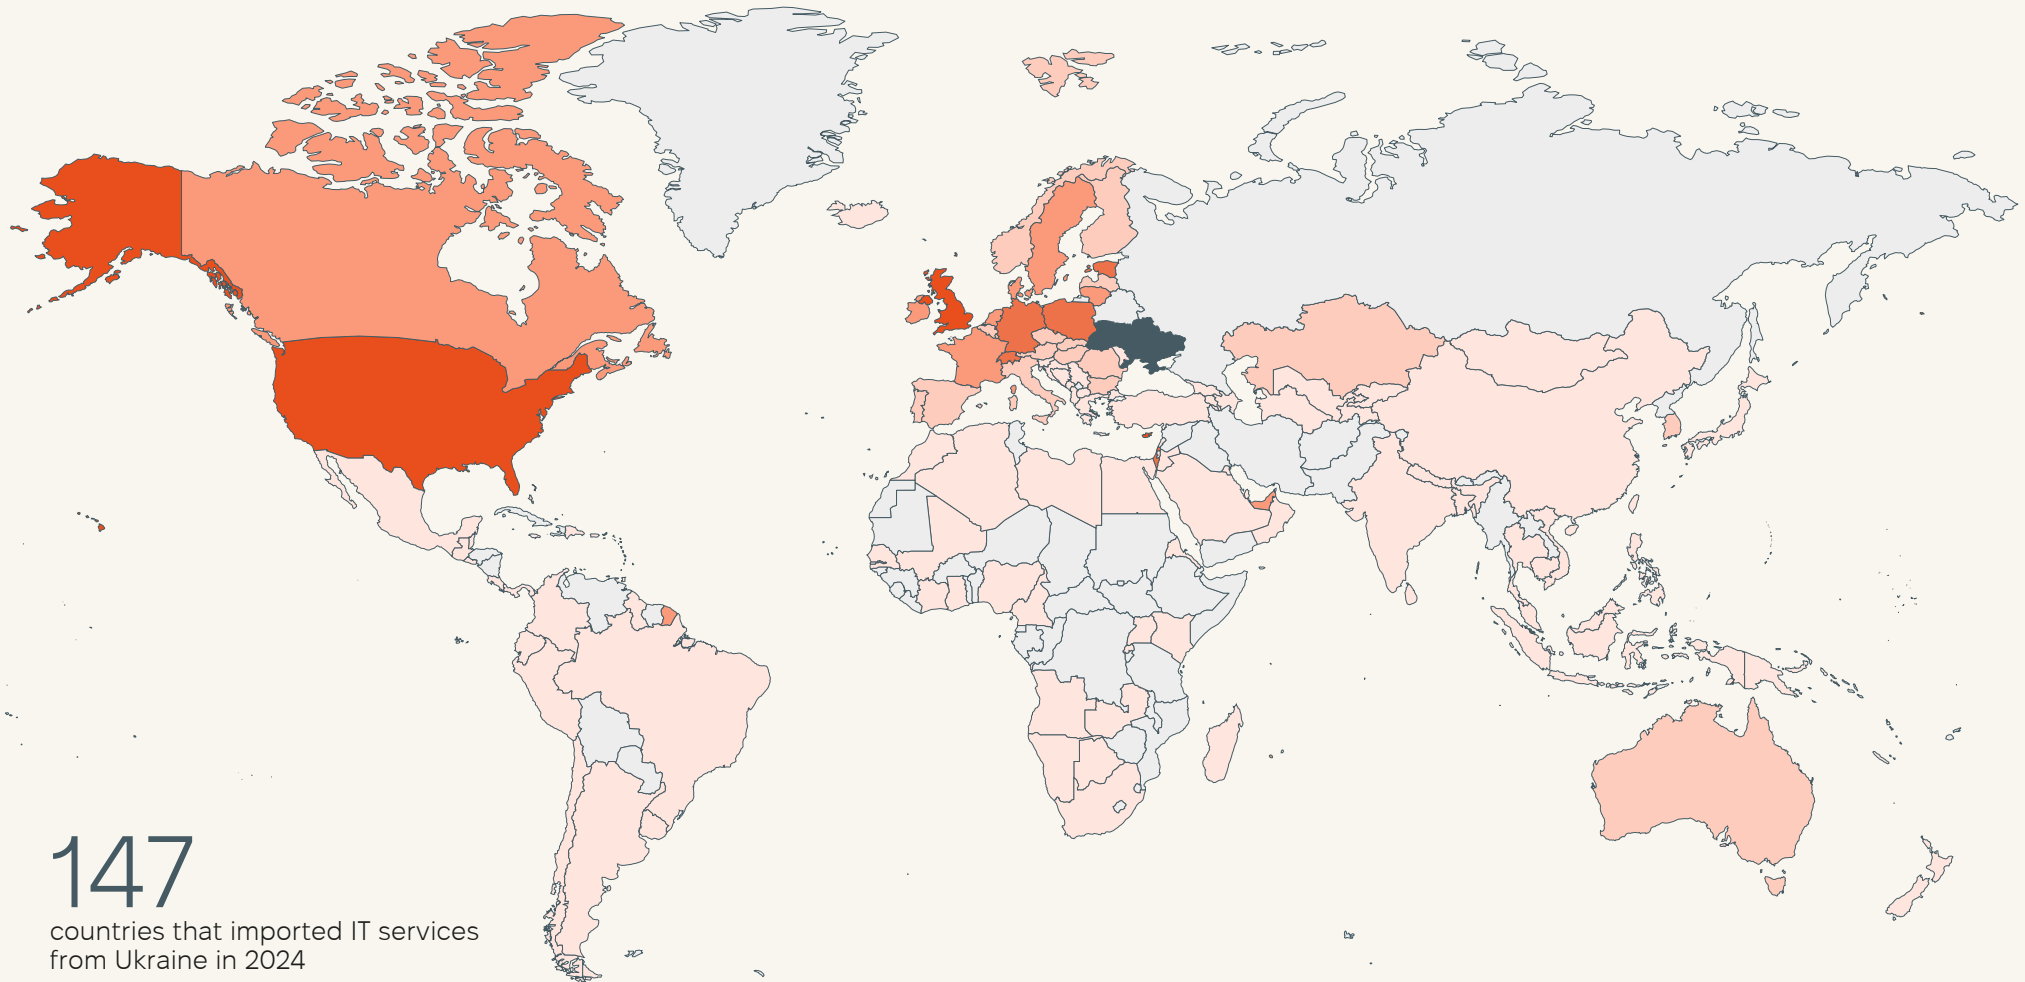 147
countries that imported IT services
from Ukraine in 2024